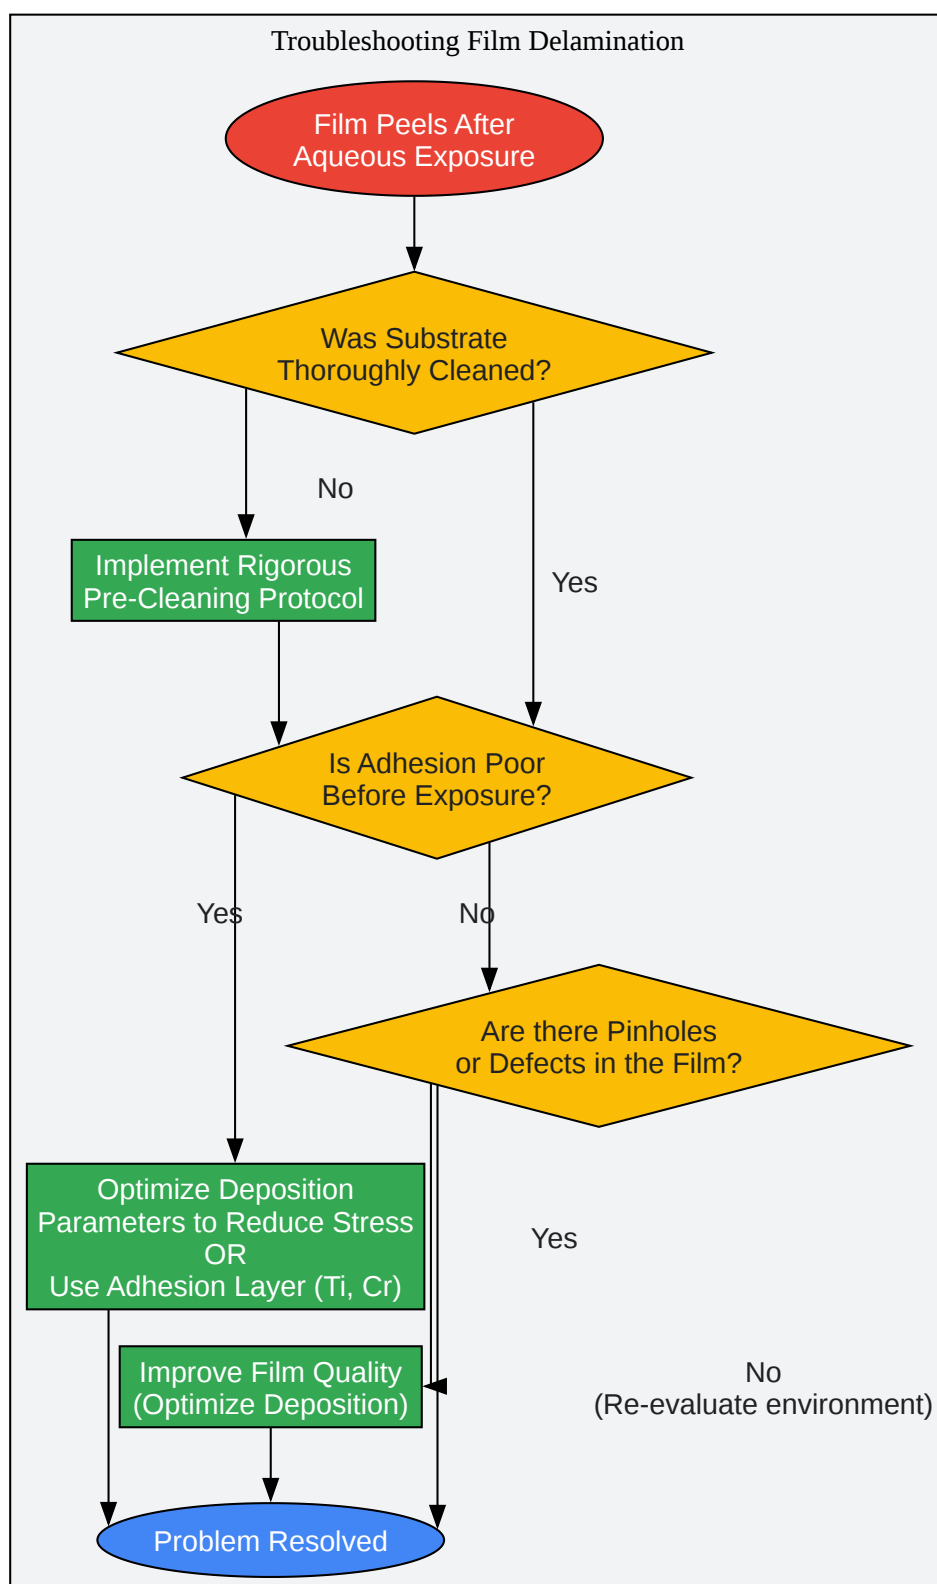 Troubleshooting Film Delamination
Film Peels After
Aqueous Exposure
Was Substrate
Thoroughly Cleaned?
No
Implement Rigorous
Pre-Cleaning Protocol
Yes
Is Adhesion Poor
Before Exposure?
Yes
No
Are there Pinholes
or Defects in the Film?
Optimize Deposition
Parameters to Reduce Stress
OR
Use Adhesion Layer (Ti, Cr)
Yes
Improve Film Quality
(Optimize Deposition)
No
(Re-evaluate environment)
Problem Resolved